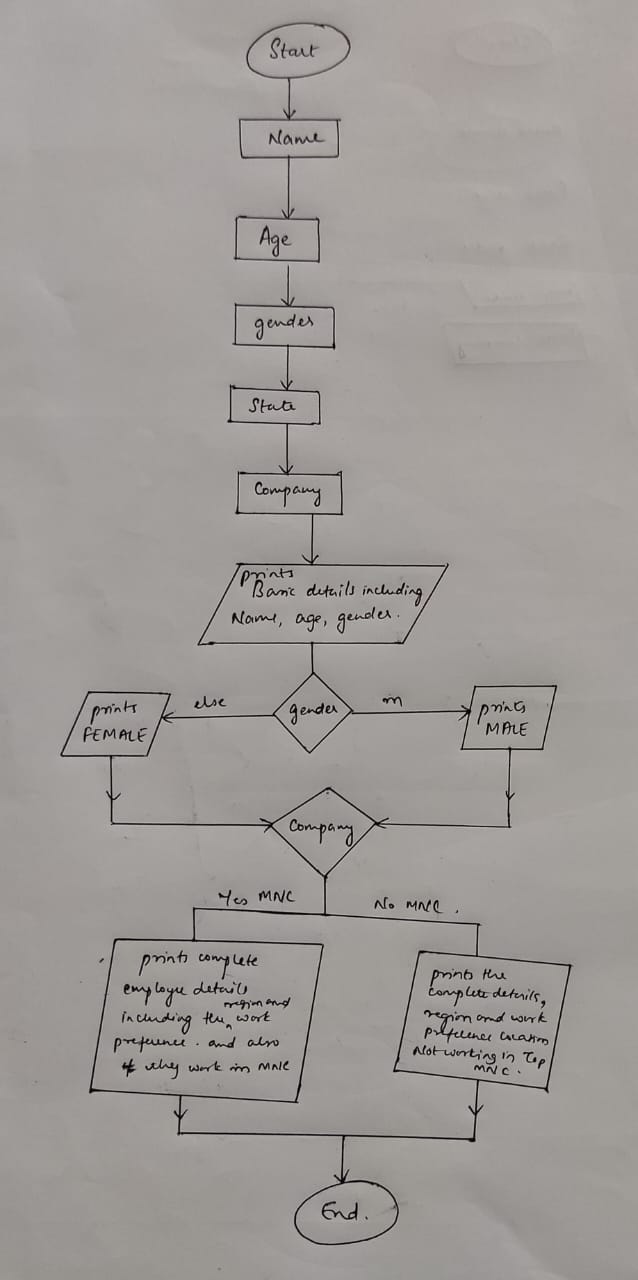 Start
Name
Age
gender
State
Company
prints
Basic details including
Name, age, gender.
else
gender
m
prints
FEMALE
prints
MALE
Company
Yes MNC
No MNC.
prints complete
employee details
region and
including the work
preference. and also
if they work in MNC
prints the
complete details,
region and work
preference location
Not working in Top
MNC.
End.